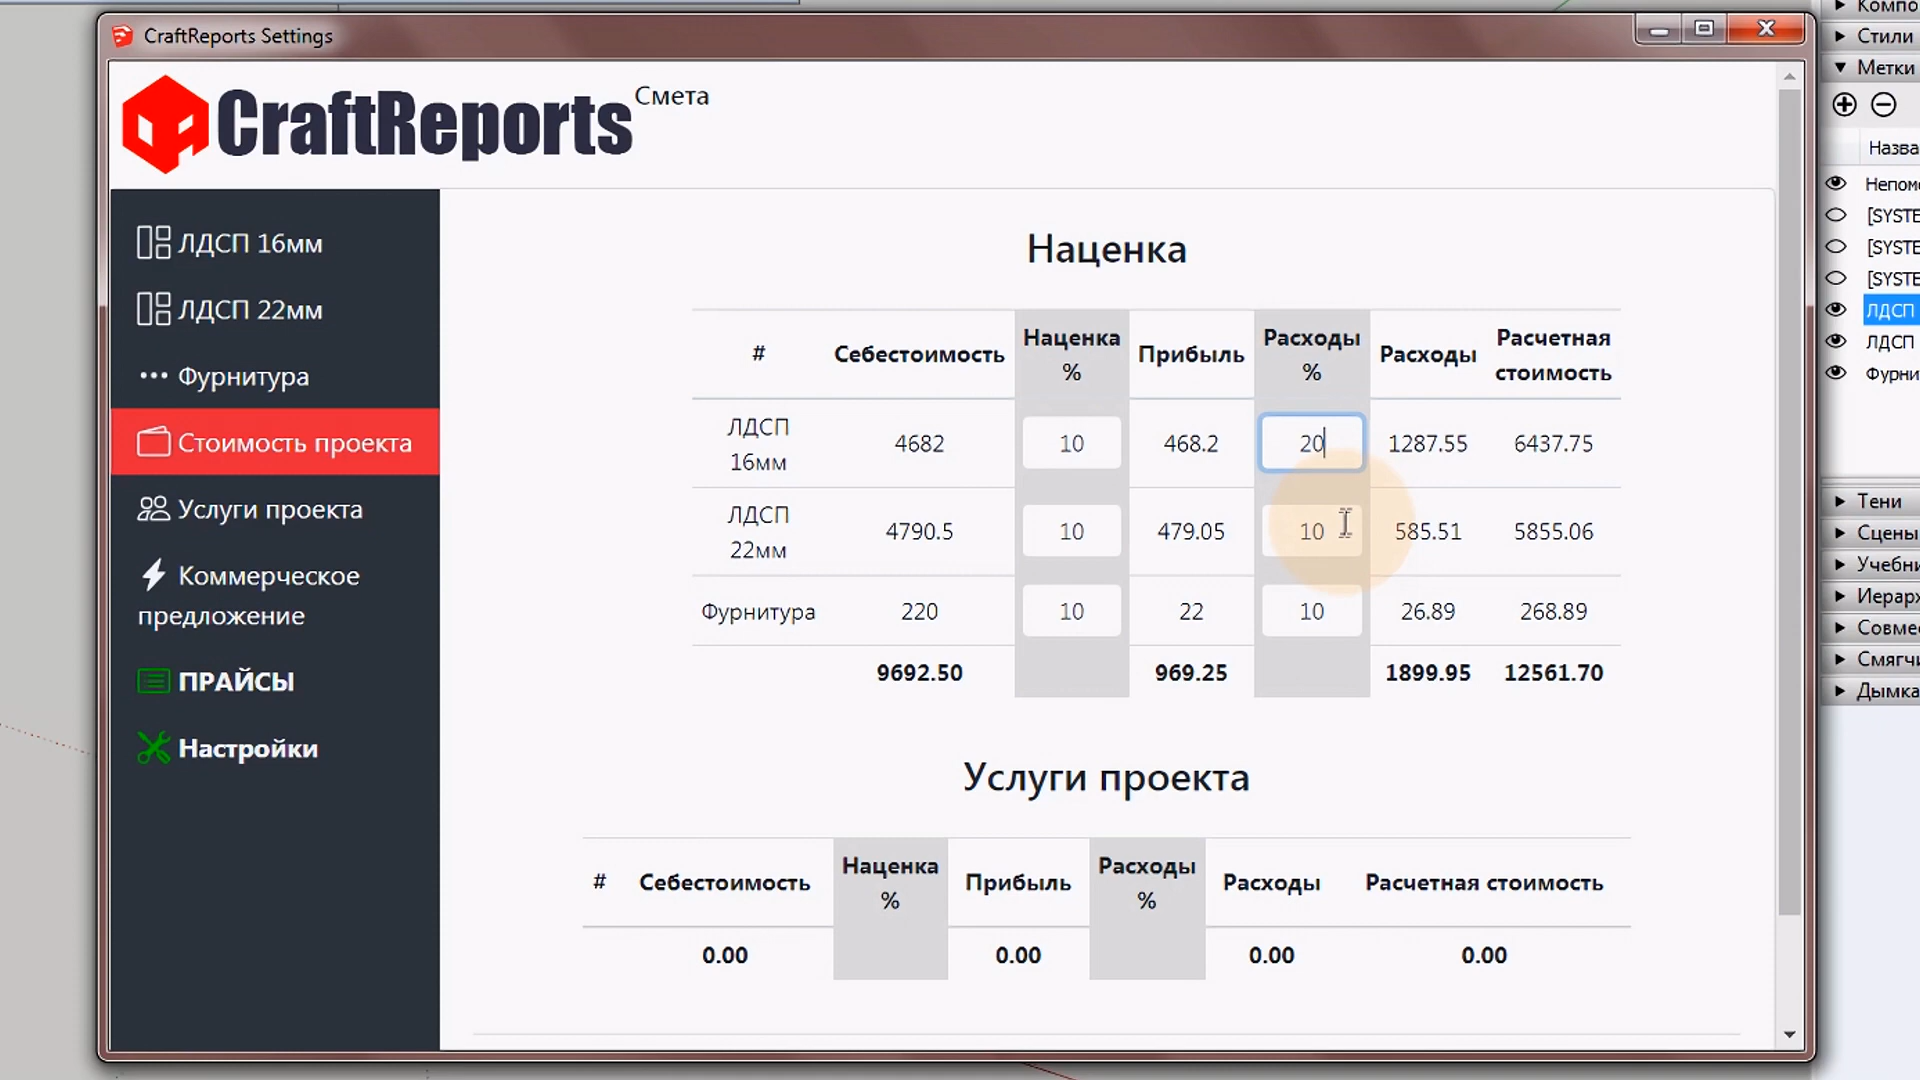 CraftReports Settings
CraftReports
Смета
ЛДСП 16мм
ЛДСП 22мм
Фурнитура
Стоимость проекта
Услуги проекта
Коммерческое
предложение
ПРАЙСЫ
Настройки
Наценка
# Себестоимость Наценка % Прибыль Расходы % Расходы Расчетная стоимость
ЛДСП 16мм 4682 10 468.2 20 1287.55 6437.75
ЛДСП 22мм 4790.5 10 479.05 10 585.51 5855.06
Фурнитура 220 10 22 10 26.89 268.89
9692.50 969.25 1899.95 12561.70
Услуги проекта
# Себестоимость Наценка % Прибыль Расходы % Расходы Расчетная стоимость
0.00 0.00 0.00 0.00
Стили
Метки
[SYSTE
[SYSTE
[SYSTE
ЛДСП
ЛДСП
Тени
Сцены